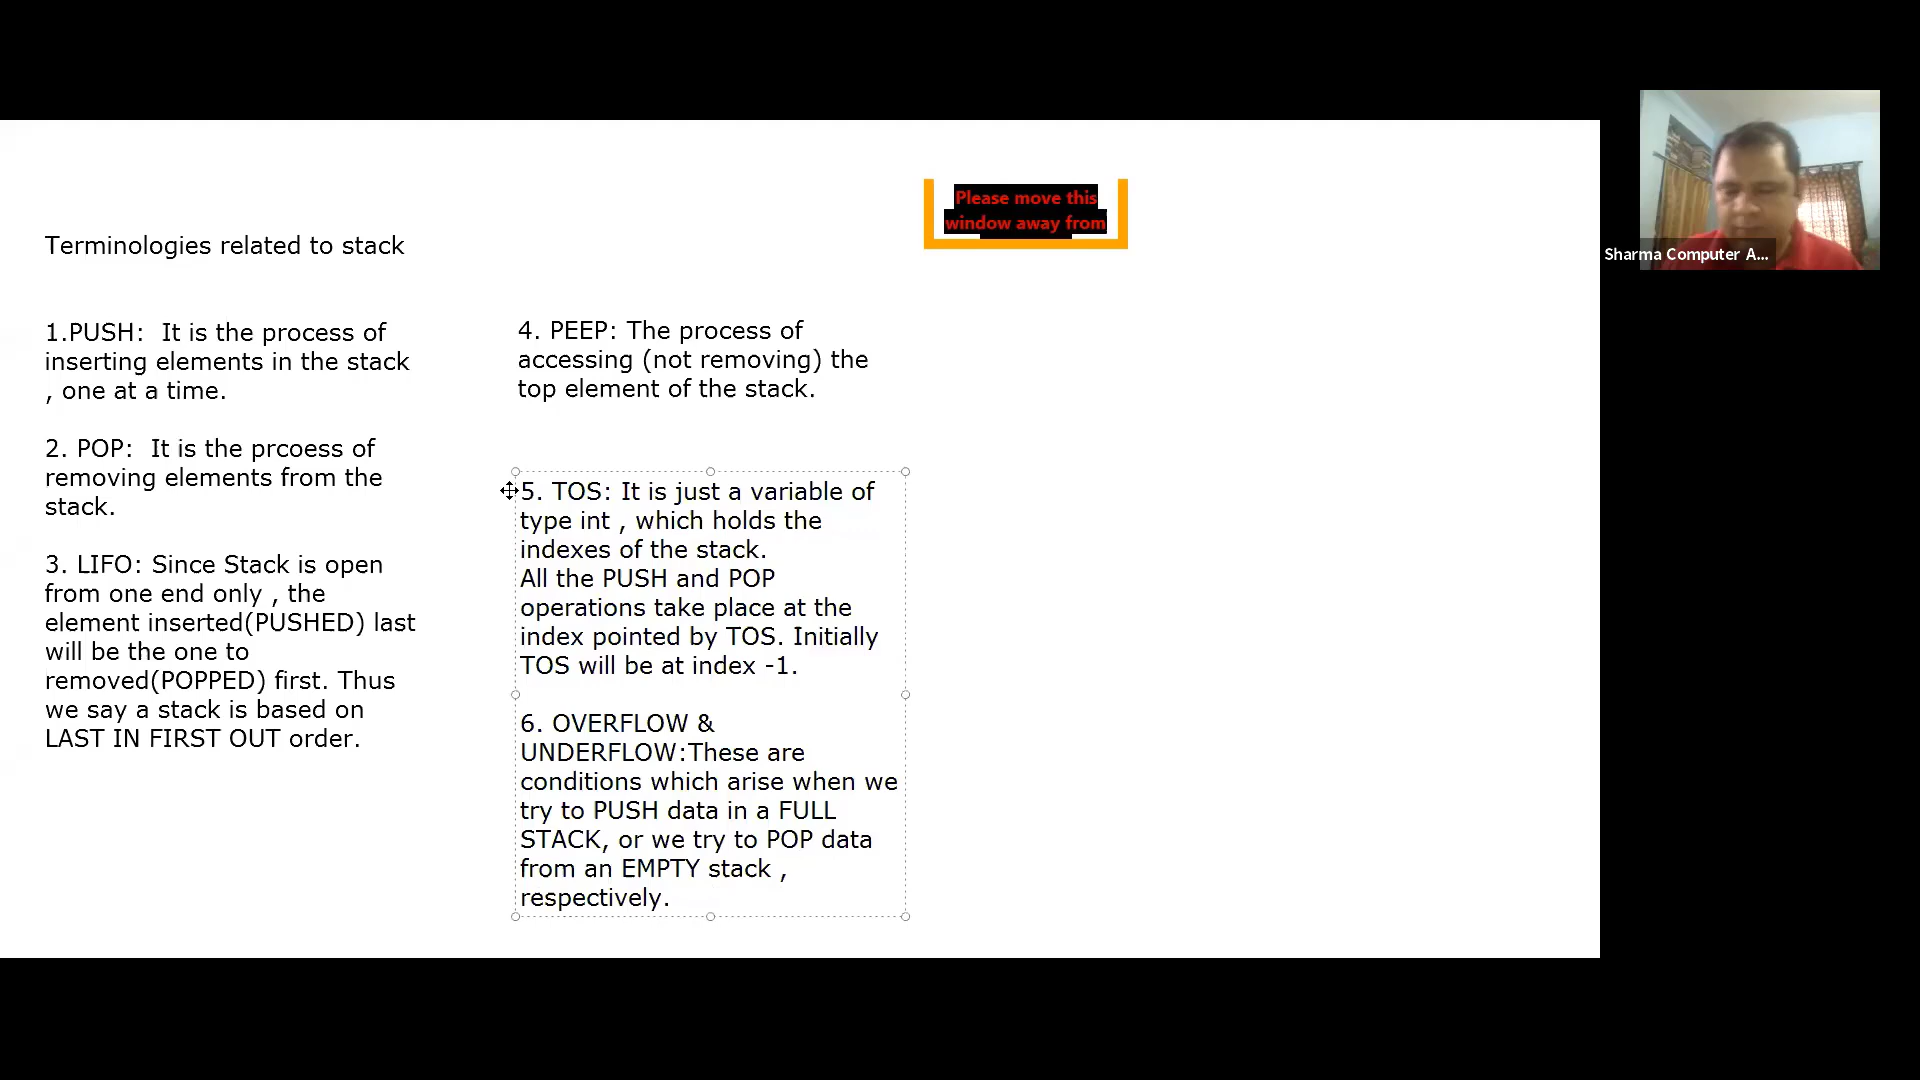 Please move this
window away from
Sharma Computer A...
Terminologies related to stack
1.PUSH:  It is the process of
inserting elements in the stack
, one at a time.
2. POP:  It is the prcoess of
removing elements from the
stack.
3. LIFO: Since Stack is open
from one end only , the
element inserted(PUSHED) last
will be the one to
removed(POPPED) first. Thus
we say a stack is based on
LAST IN FIRST OUT order.
4. PEEP: The process of
accessing (not removing) the
top element of the stack.
5. TOS: It is just a variable of
type int , which holds the
indexes of the stack.
All the PUSH and POP
operations take place at the
index pointed by TOS. Initially
TOS will be at index -1.
6. OVERFLOW &
UNDERFLOW:These are
conditions which arise when we
try to PUSH data in a FULL
STACK, or we try to POP data
from an EMPTY stack ,
respectively.